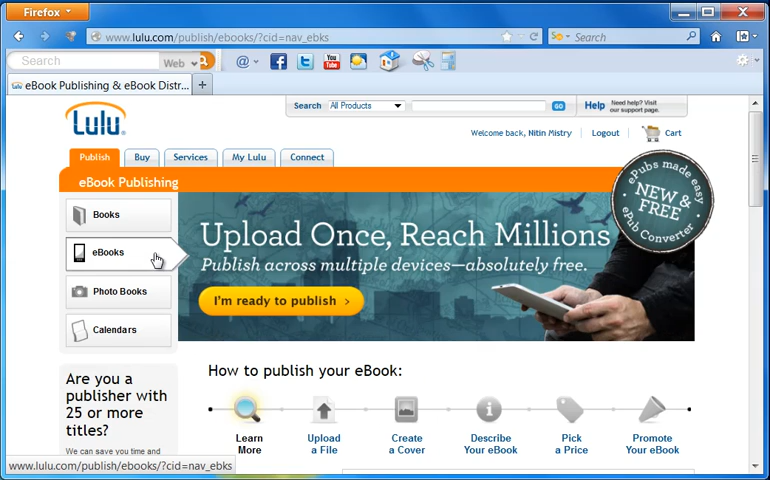 Firefox
www.lulu.com/publish/ebooks/?cid=nav_ebks
Search
Search
Web
eBook Publishing & eBook Distr...
Lulu
Search
All Products
GO
Help
Need help? Visit
our support page.
Welcome back, Nitin Mistry
Logout
Cart
Publish
Buy
Services
My Lulu
Connect
eBook Publishing
ePubs made easy
NEW &
FREE
ePub Converter
Books
eBooks
Photo Books
Calendars
Upload Once, Reach Millions
Publish across multiple devices—absolutely free.
I'm ready to publish
Are you a
publisher with
25 or more
titles?
We can save you time and
How to publish your eBook:
Learn
More
Upload
a File
Create
a Cover
Describe
Your eBook
Pick
a Price
Promote
Your eBook
www.lulu.com/publish/ebooks/?cid=nav_ebks